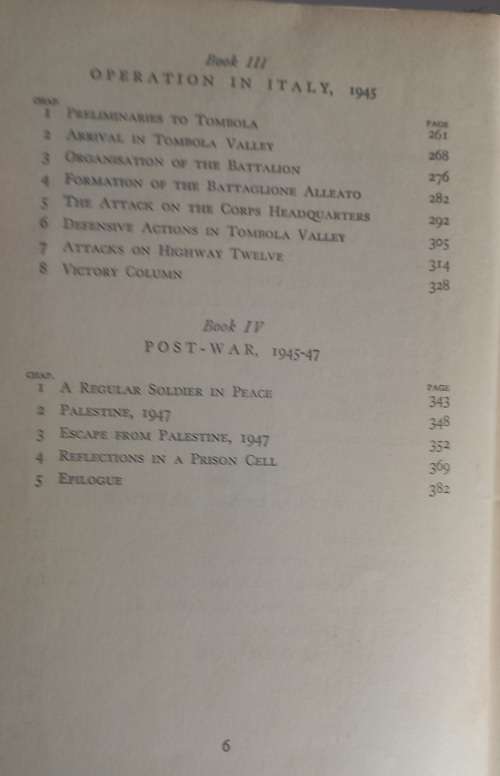 Book III
OPERATION IN ITALY, 1945
CHAP. PAGE
1 PRELIMINARIES TO TOMBOLA 261
2 ARRIVAL IN TOMBOLA VALLEY 268
3 ORGANISATION OF THE BATTALION 276
4 FORMATION OF THE BATTAGLIONE ALLEATO 282
5 THE ATTACK ON THE CORPS HEADQUARTERS 292
6 DEFENSIVE ACTIONS IN TOMBOLA VALLEY 305
7 ATTACKS ON HIGHWAY TWELVE 314
8 VICTORY COLUMN 328
Book IV
POST-WAR, 1945-47
CHAP. PAGE
1 A REGULAR SOLDIER IN PEACE 343
2 PALESTINE, 1947 348
3 ESCAPE FROM PALESTINE, 1947 352
4 REFLECTIONS IN A PRISON CELL 369
5 EPILOGUE 382
6